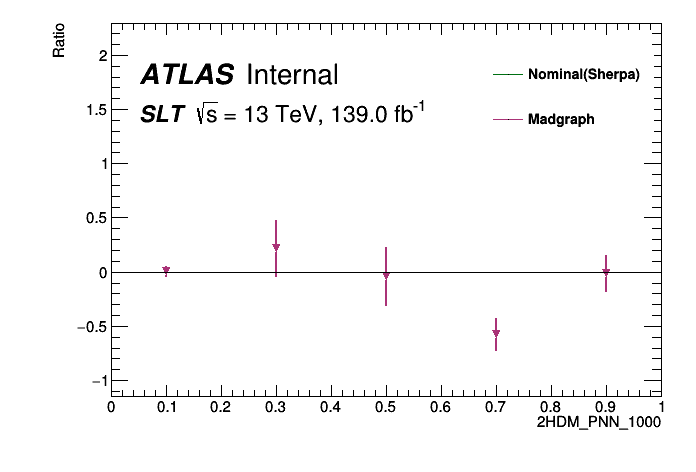 Ratio
ATLAS Internal
SLT √s = 13 TeV, 139.0 fb⁻¹
Nominal(Sherpa)
Madgraph
2
1.5
1
0.5
0
−0.5
−1
0 0.1 0.2 0.3 0.4 0.5 0.6 0.7 0.8 0.9 1
2HDM_PNN_1000